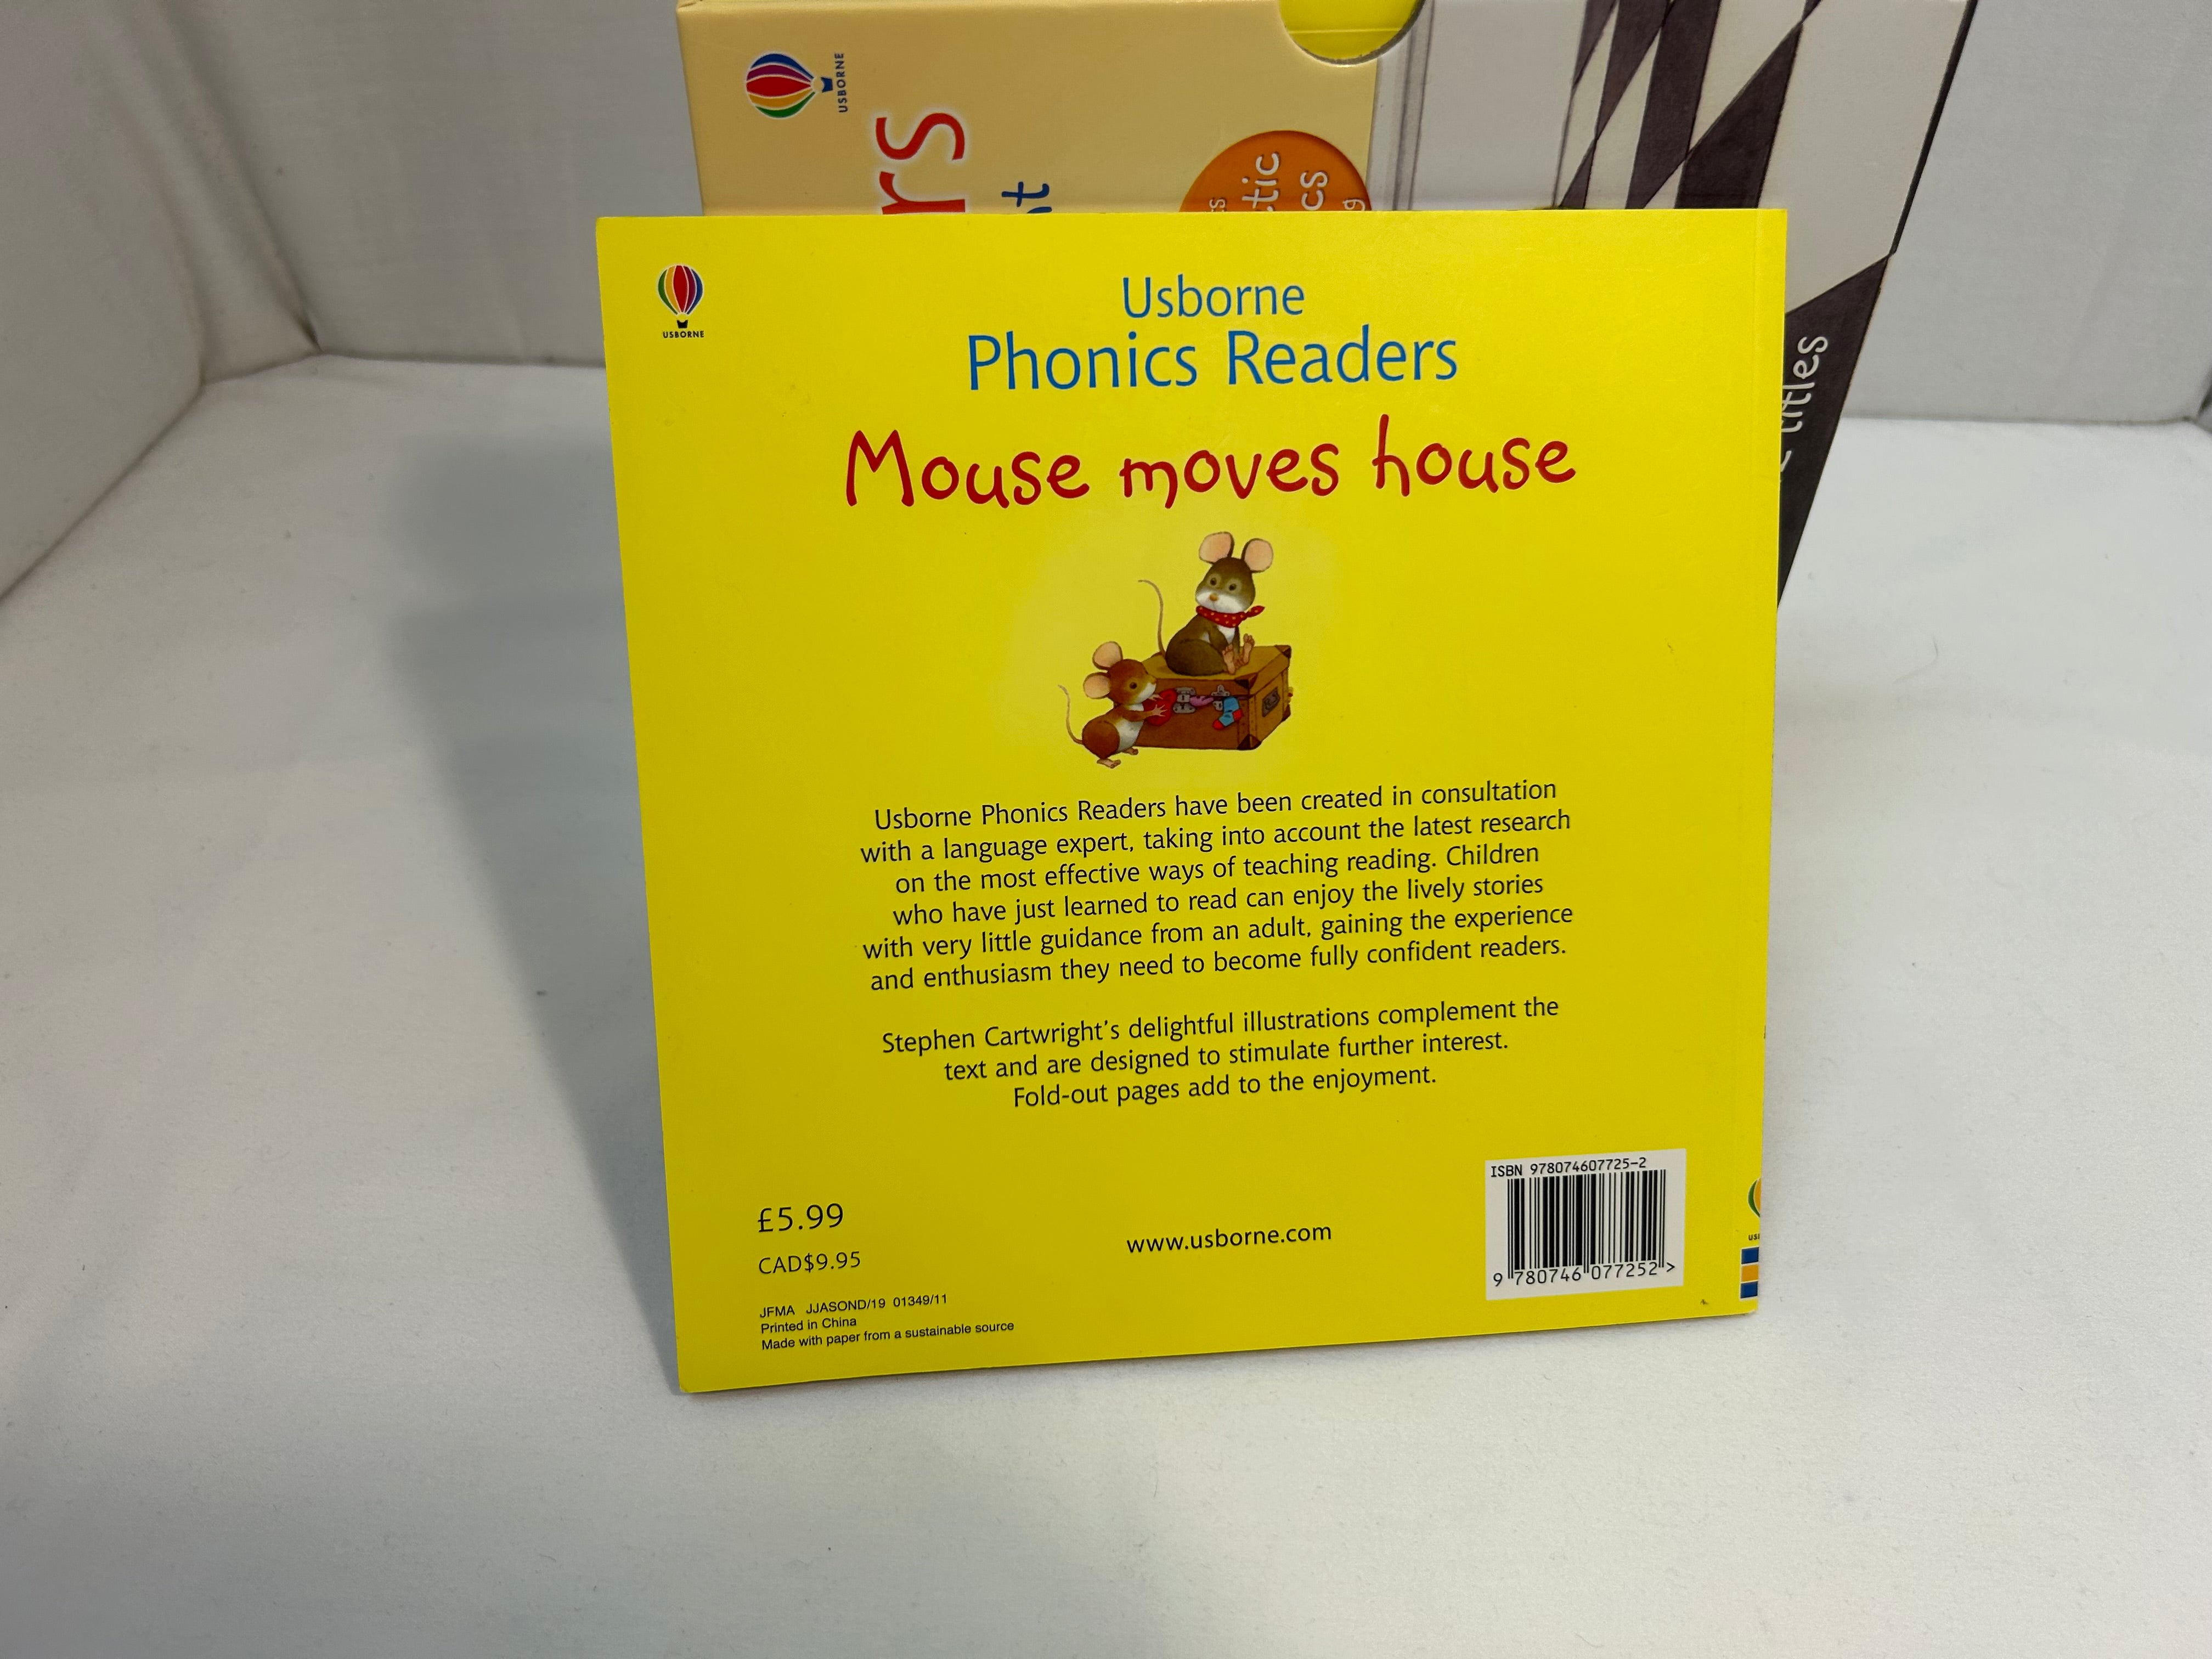 USBORNE
rs
t
tic
cs
g
titles
USBORNE
Usborne
Phonics Readers
Mouse moves house
Usborne Phonics Readers have been created in consultation
with a language expert, taking into account the latest research
on the most effective ways of teaching reading. Children
who have just learned to read can enjoy the lively stories
with very little guidance from an adult, gaining the experience
and enthusiasm they need to become fully confident readers.
Stephen Cartwright's delightful illustrations complement the
text and are designed to stimulate further interest.
Fold-out pages add to the enjoyment.
£5.99
CAD$9.95
JFMA JJASOND/19 01349/11
Printed in China
Made with paper from a sustainable source
www.usborne.com
ISBN 978074607725-2
9 780746 077252 >